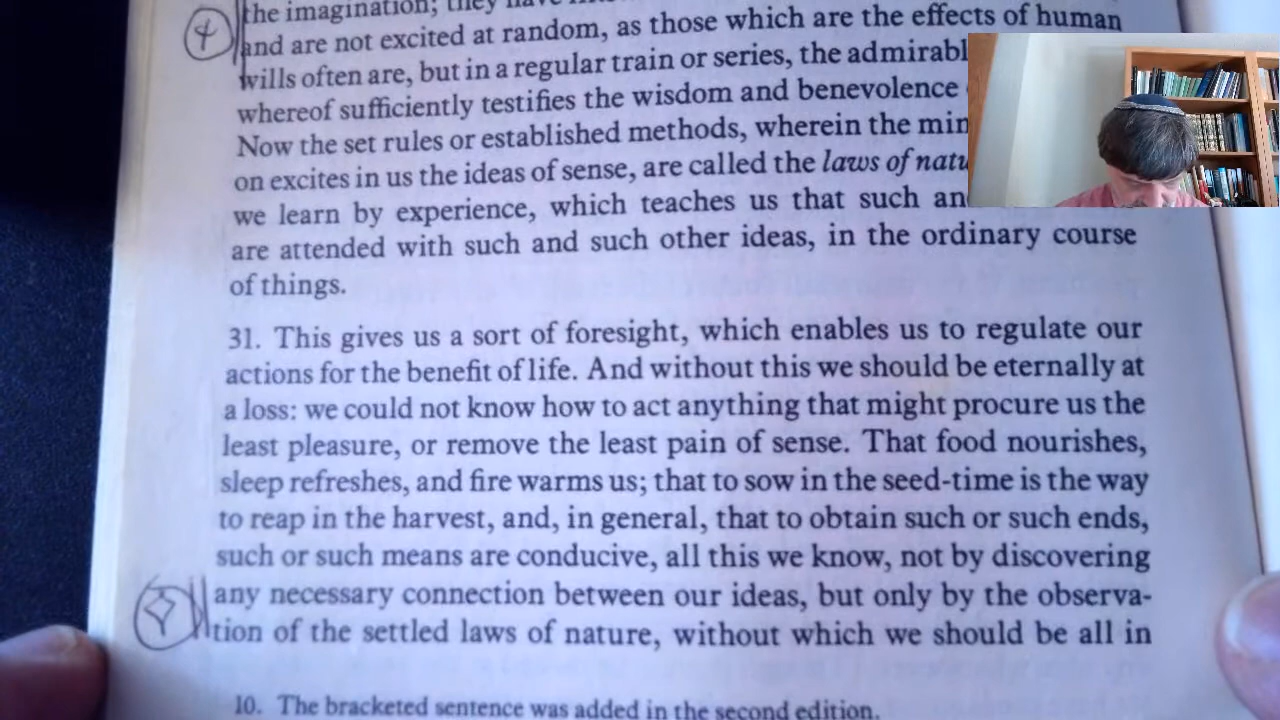 the imagination; they have
and are not excited at random, as those which are the effects of human
wills often are, but in a regular train or series, the admirabl
whereof sufficiently testifies the wisdom and benevolence
Now the set rules or established methods, wherein the min
on excites in us the ideas of sense, are called the laws of natu
we learn by experience, which teaches us that such an
are attended with such and such other ideas, in the ordinary course
of things.
31. This gives us a sort of foresight, which enables us to regulate our
actions for the benefit of life. And without this we should be eternally at
a loss: we could not know how to act anything that might procure us the
least pleasure, or remove the least pain of sense. That food nourishes,
sleep refreshes, and fire warms us; that to sow in the seed-time is the way
to reap in the harvest, and, in general, that to obtain such or such ends,
such or such means are conducive, all this we know, not by discovering
any necessary connection between our ideas, but only by the observa-
tion of the settled laws of nature, without which we should be all in
10. The bracketed sentence was added in the second edition.